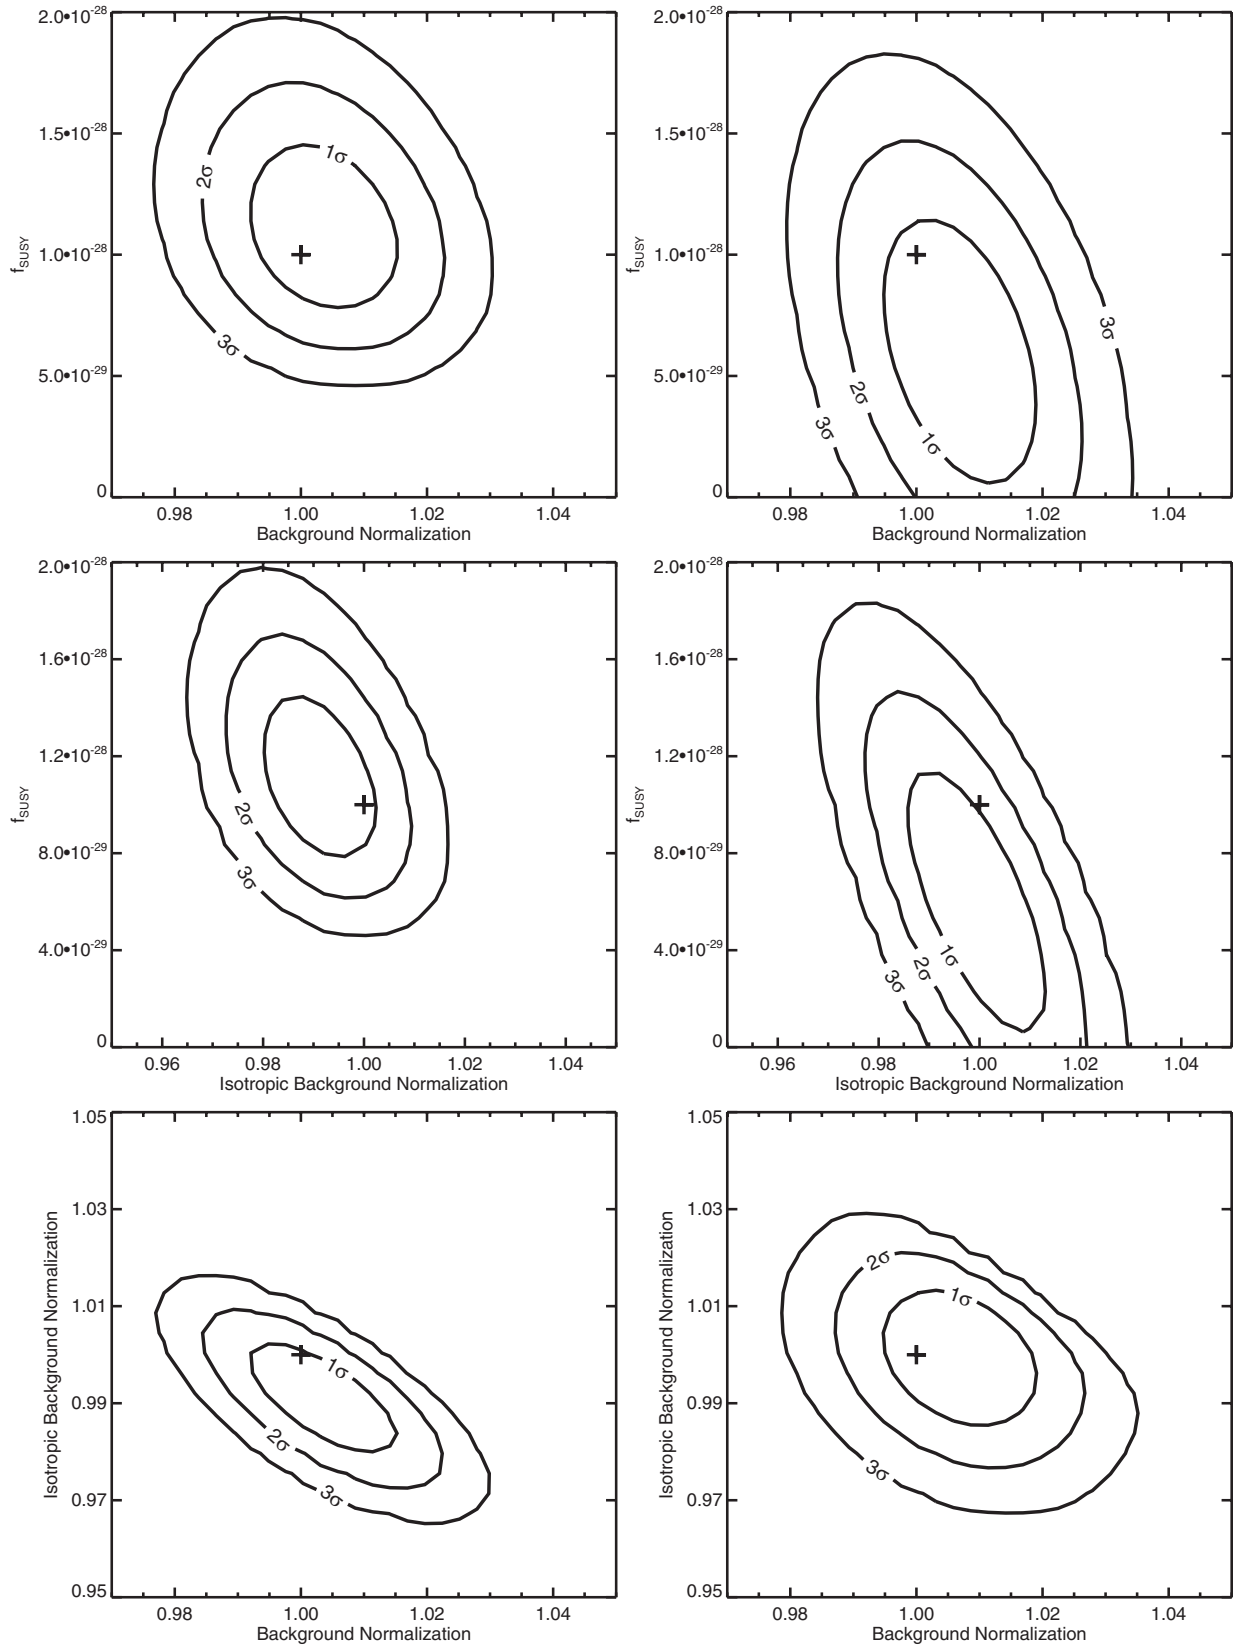 2.0•10-28
1.5•10-28
1.0•10-28
5.0•10-29
0
fSUSY
1σ
2σ
3σ
0.98 1.00 1.02 1.04
Background Normalization
2.0•10-28
1.5•10-28
1.0•10-28
5.0•10-29
0
fSUSY
3σ
2σ
1σ
3σ
0.98 1.00 1.02 1.04
Background Normalization
2.0•10-28
1.6•10-28
1.2•10-28
8.0•10-29
4.0•10-29
0
fSUSY
2σ
3σ
0.96 0.98 1.00 1.02 1.04
Isotropic Background Normalization
2.0•10-28
1.6•10-28
1.2•10-28
8.0•10-29
4.0•10-29
0
fSUSY
1σ
2σ
3σ
0.96 0.98 1.00 1.02 1.04
Isotropic Background Normalization
1.05
1.03
1.01
0.99
0.97
0.95
Isotropic Background Normalization
1σ
2σ
3σ
0.98 1.00 1.02 1.04
Background Normalization
1.05
1.03
1.01
0.99
0.97
0.95
Isotropic Background Normalization
2σ
1σ
3σ
0.98 1.00 1.02 1.04
Background Normalization